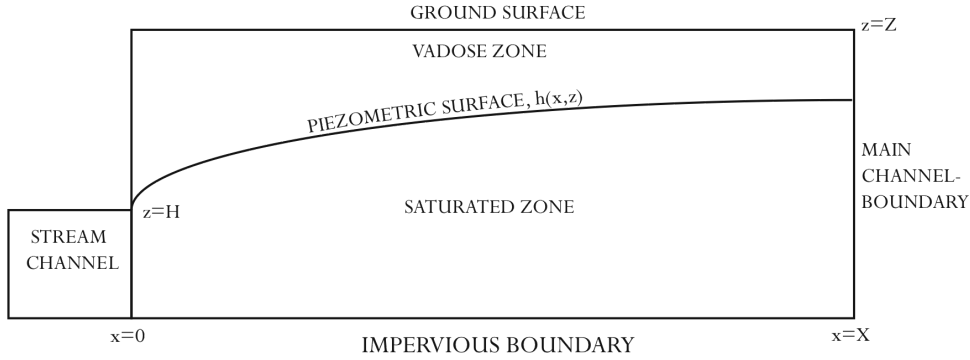 GROUND SURFACE
z=Z
VADOSE ZONE
PIEZOMETRIC SURFACE, h(x,z)
MAIN
CHANNEL-
BOUNDARY
z=H
SATURATED ZONE
STREAM
CHANNEL
x=0
x=X
IMPERVIOUS BOUNDARY